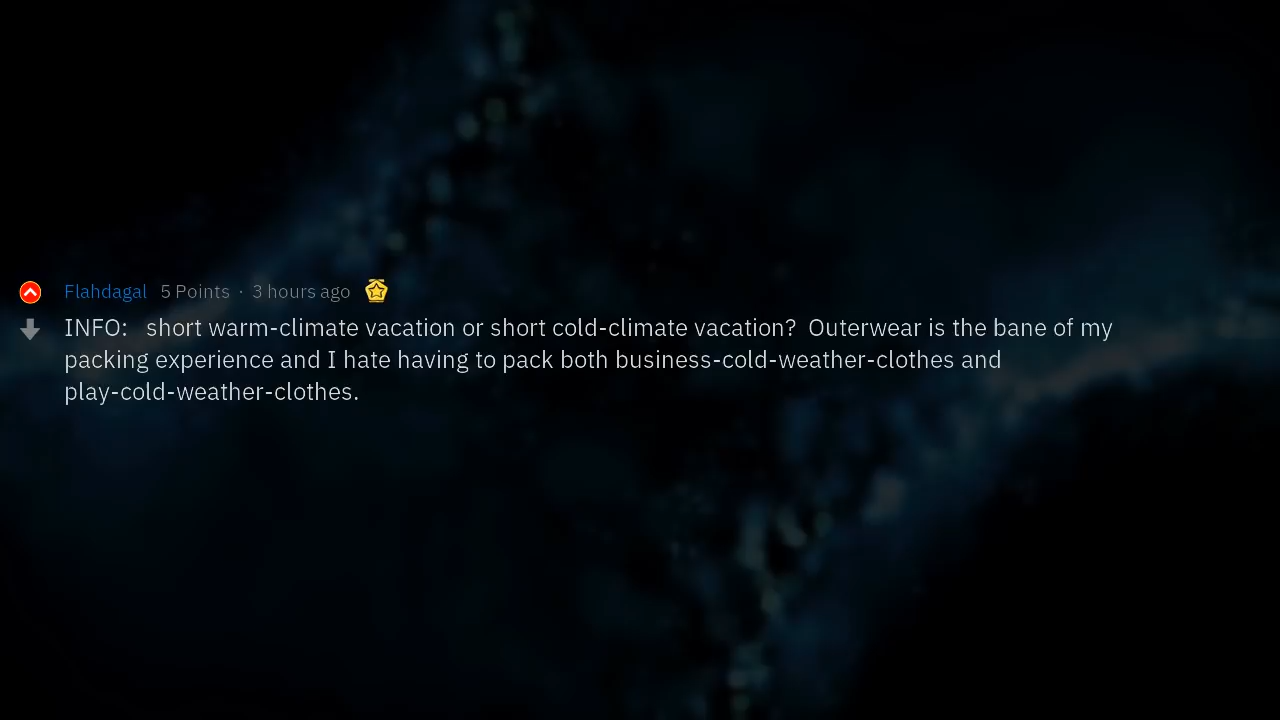 Flahdagal 5 Points · 3 hours ago
INFO: short warm-climate vacation or short cold-climate vacation? Outerwear is the bane of my
packing experience and I hate having to pack both business-cold-weather-clothes and
play-cold-weather-clothes.